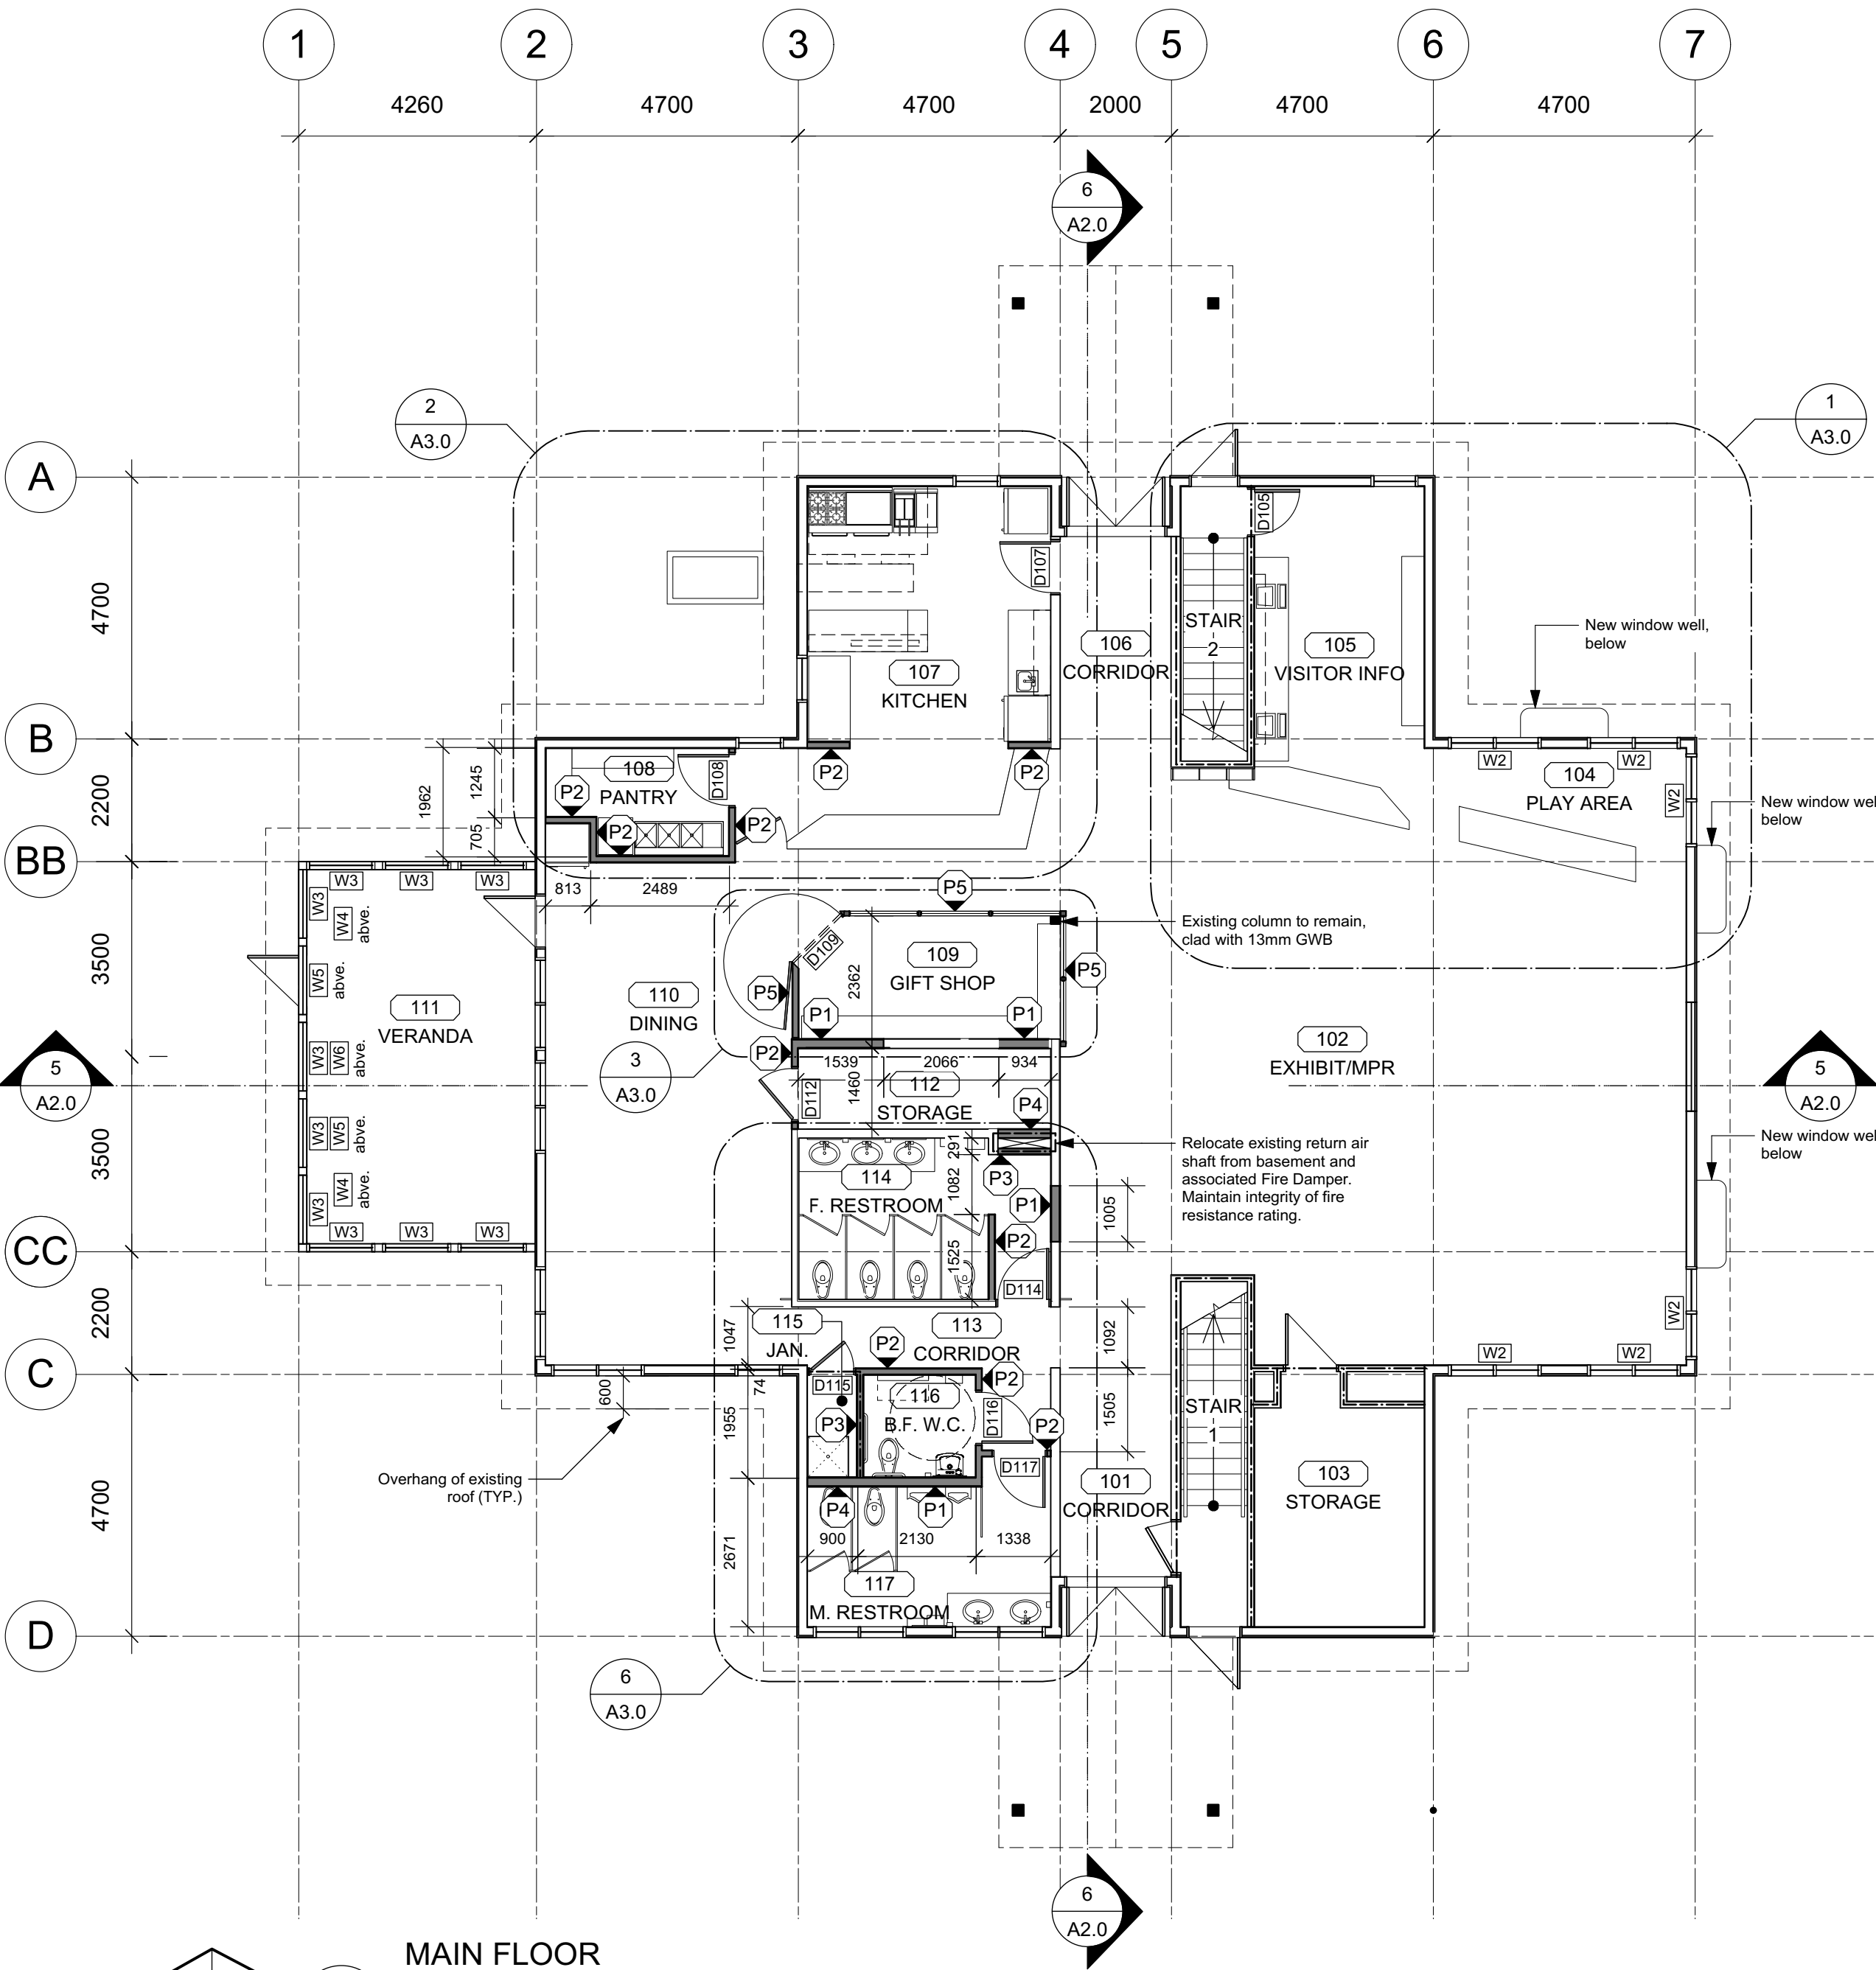 1 2 3 4 5 6 7
4260 4700 4700 2000 4700 4700
6
A2.0
2
A3.0
1
A3.0
A
4700
B
2200
BB
3500
3500
CC
2200
C
4700
D
D107
D105
STAIR
2
106
CORRIDOR
105
VISITOR INFO
107
KITCHEN
New window well,
below
P2
P2
108
PANTRY
D108
P2
P2
P2
1962
1245
705
W2
W2
104
PLAY AREA
W2
New window wel
below
813
2489
W3
W3
W3
W3
W4
abve.
W5
abve.
111
VERANDA
W3
W6
abve.
W3
W5
abve.
W3
W4
abve.
W3
W3
W3
110
DINING
P5
D109
109
GIFT SHOP
2362
P5
P5
P1
P1
Existing column to remain,
clad with 13mm GWB
102
EXHIBIT/MPR
5
A2.0
5
A2.0
3
A3.0
P2
1539
2066
934
D112
1460
112
STORAGE
P4
291
Relocate existing return air
shaft from basement and
associated Fire Damper.
Maintain integrity of fire
resistance rating.
New window wel
below
114
F. RESTROOM
1082
P3
P1
1005
P2
1525
D114
115
JAN.
113
CORRIDOR
P2
1047
1092
74
600
D115
116
B.F. W.C.
P2
D116
P2
P3
1955
1505
D117
W2
W2
W2
STAIR
1
103
STORAGE
101
CORRIDOR
Overhang of existing
roof (TYP.)
P4
P1
900
2130
1338
2671
117
M. RESTROOM
6
A3.0
6
A2.0
MAIN FLOOR